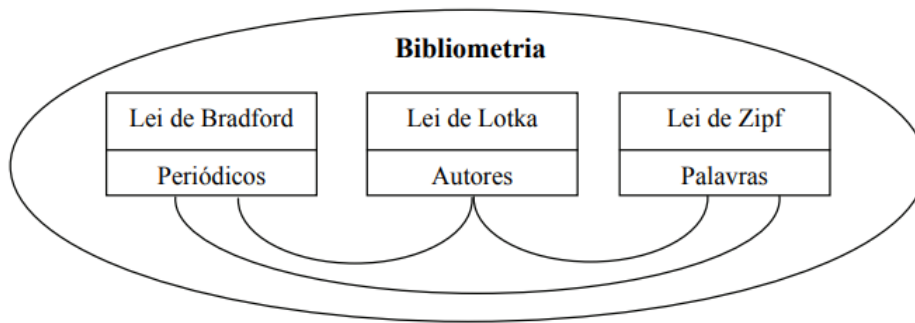 Bibliometria
Lei de Bradford
Lei de Lotka
Lei de Zipf
Periódicos
Autores
Palavras